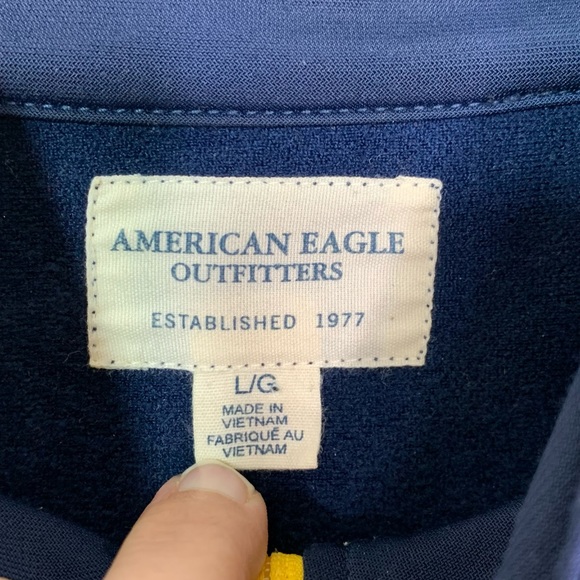 AMERICAN EAGLE
OUTFITTERS
ESTABLISHED 1977
L/G
MADE IN
VIETNAM
FABRIQUÉ AU
VIETNAM